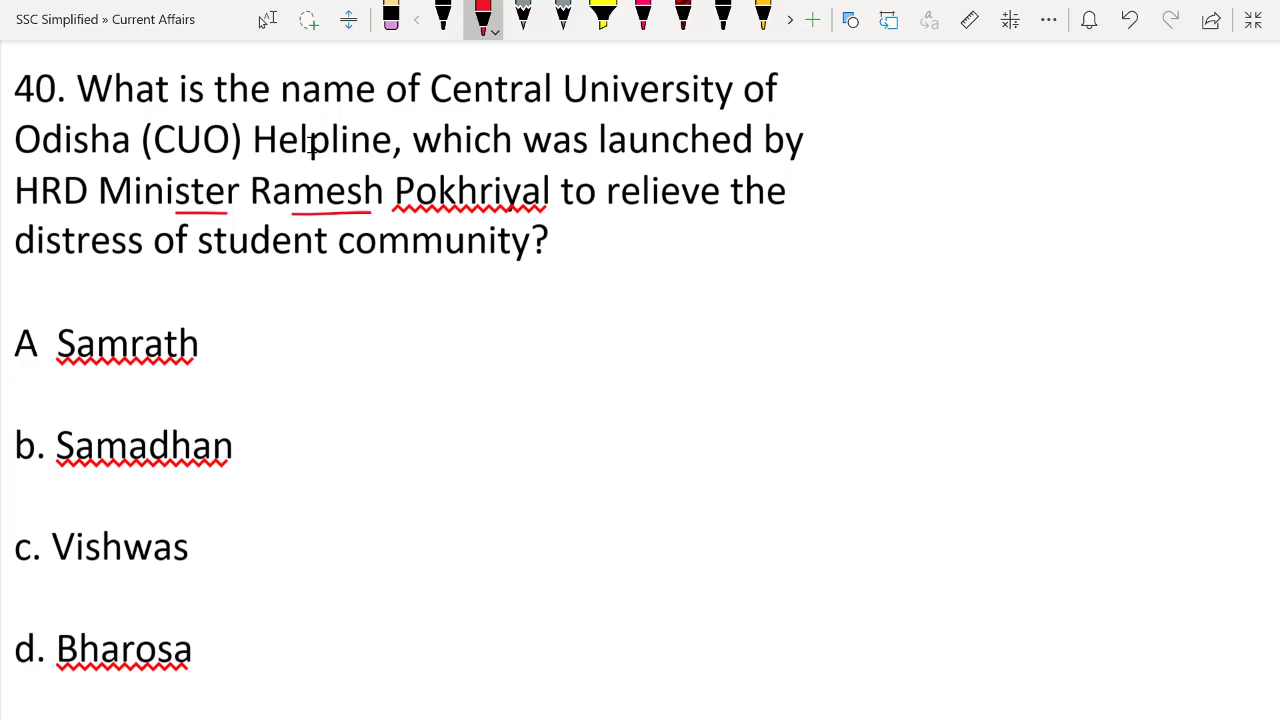 SSC Simplified » Current Affairs
40. What is the name of Central University of
Odisha (CUO) Helpline, which was launched by
HRD Minister Ramesh Pokhriyal to relieve the
distress of student community?
A Samrath
b. Samadhan
c. Vishwas
d. Bharosa